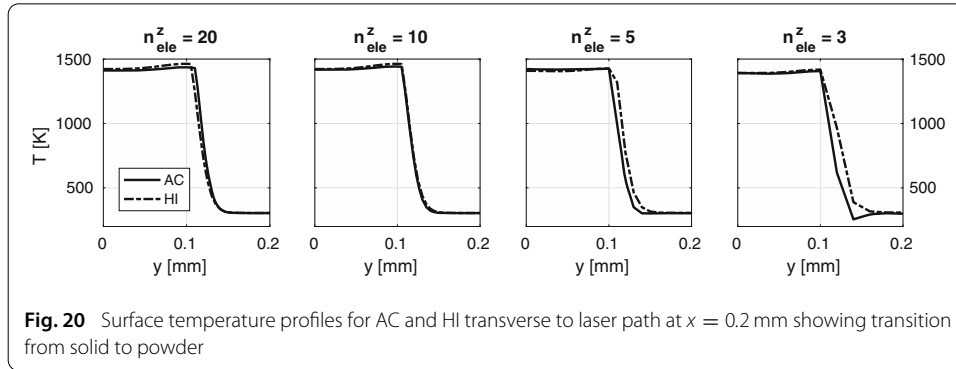 n^z_ele = 20 n^z_ele = 10 n^z_ele = 5 n^z_ele = 3
1500 1500
1000 1000
T [K]
500 500
AC
HI
0 0.1 0.2 0 0.1 0.2 0 0.1 0.2 0 0.1 0.2
y [mm] y [mm] y [mm] y [mm]
Fig. 20 Surface temperature profiles for AC and HI transverse to laser path at x = 0.2 mm showing transition
from solid to powder